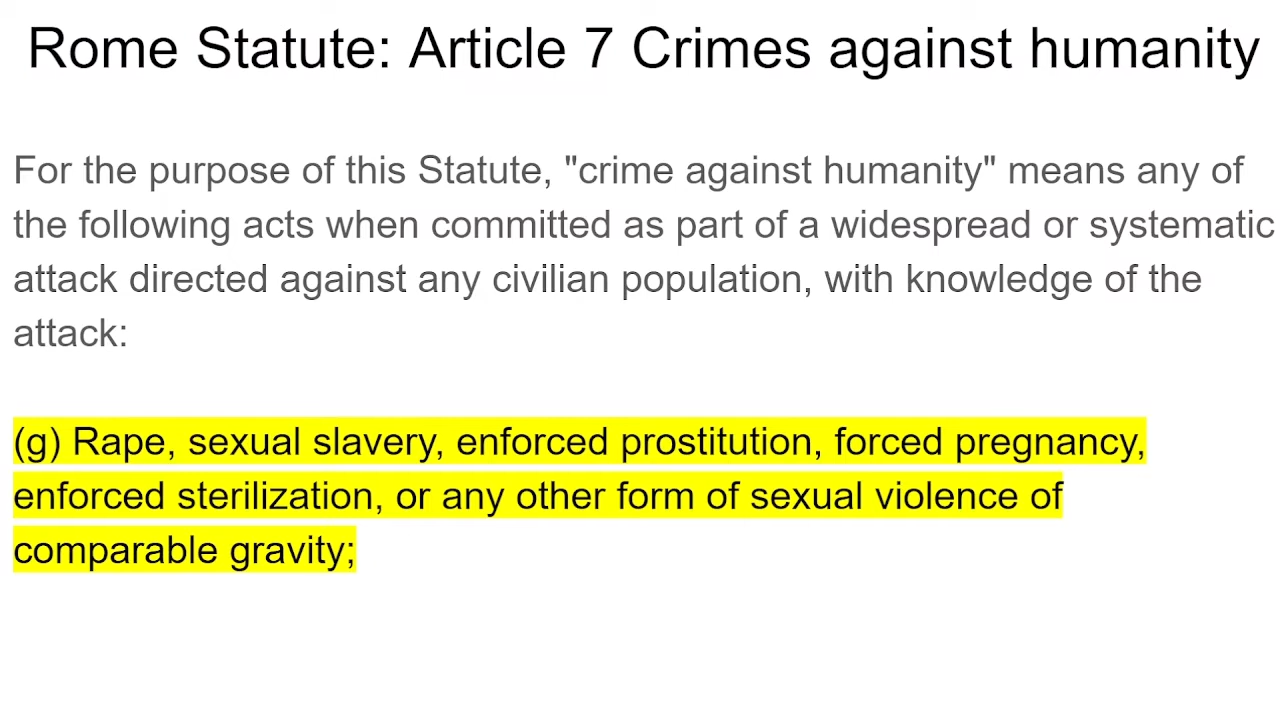 Rome Statute: Article 7 Crimes against humanity
For the purpose of this Statute, "crime against humanity" means any of
the following acts when committed as part of a widespread or systematic
attack directed against any civilian population, with knowledge of the
attack:
(g) Rape, sexual slavery, enforced prostitution, forced pregnancy,
enforced sterilization, or any other form of sexual violence of
comparable gravity;